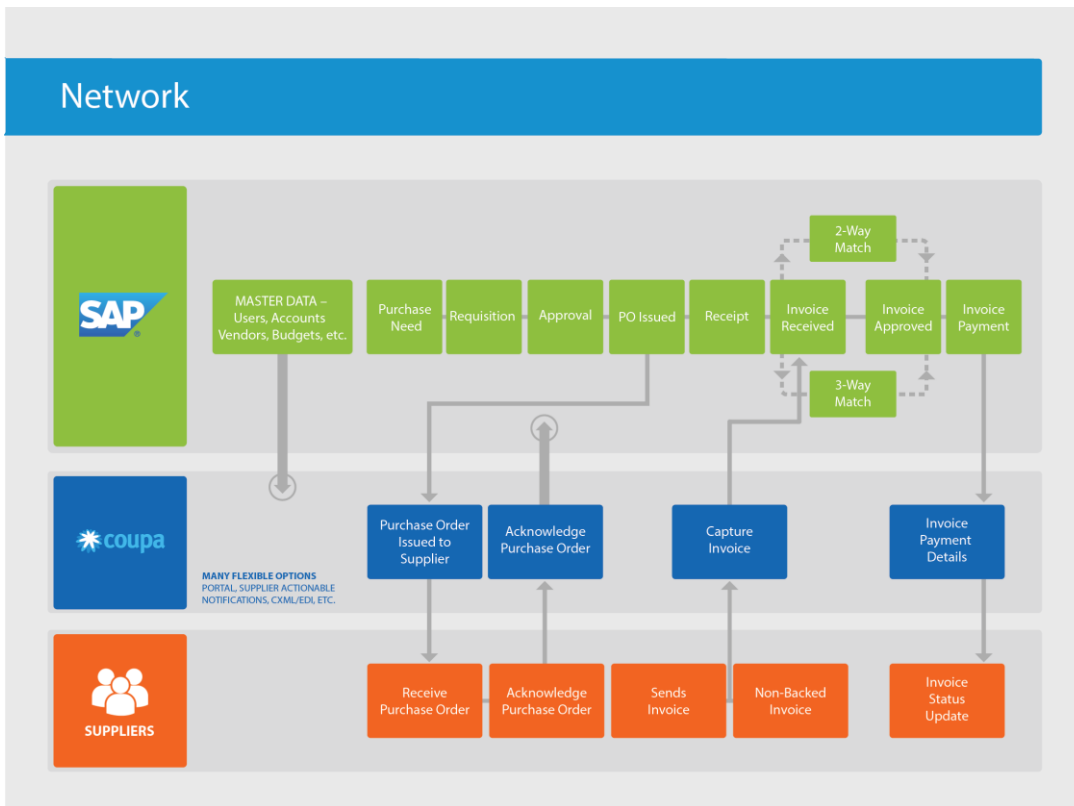 Network
SAP
®
MASTER DATA –
Users, Accounts
Vendors, Budgets, etc.
Purchase
Need
Requisition
Approval
PO Issued
Receipt
Invoice
Received
2-Way
Match
3-Way
Match
Invoice
Approved
Invoice
Payment
coupa
MANY FLEXIBLE OPTIONS
PORTAL, SUPPLIER ACTIONABLE
NOTIFICATIONS, CXML/EDI, ETC.
Purchase Order
Issued to
Supplier
Acknowledge
Purchase Order
Capture
Invoice
Invoice
Payment
Details
SUPPLIERS
Receive
Purchase Order
Acknowledge
Purchase Order
Sends
Invoice
Non-Backed
Invoice
Invoice
Status
Update